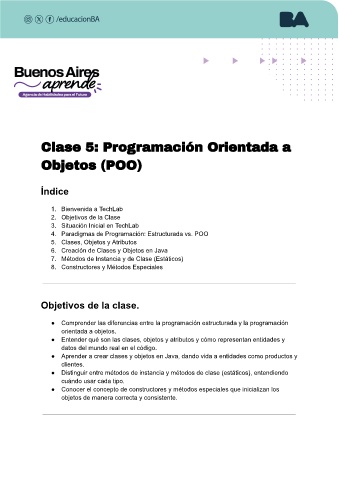 /educacionBA
BA
Buenos Aires
aprende
Agencia de Habilidades para el Futuro
Clase 5: Programación Orientada a
Objetos (POO)
Índice
1. Bienvenida a TechLab
2. Objetivos de la Clase
3. Situación Inicial en TechLab
4. Paradigmas de Programación: Estructurada vs. POO
5. Clases, Objetos y Atributos
6. Creación de Clases y Objetos en Java
7. Métodos de Instancia y de Clase (Estáticos)
8. Constructores y Métodos Especiales
Objetivos de la clase.
● Comprender las diferencias entre la programación estructurada y la programación
orientada a objetos.
● Entender qué son las clases, objetos y atributos y cómo representan entidades y
datos del mundo real en el código.
● Aprender a crear clases y objetos en Java, dando vida a entidades como productos y
clientes.
● Distinguir entre métodos de instancia y métodos de clase (estáticos), entendiendo
cuándo usar cada tipo.
● Conocer el concepto de constructores y métodos especiales que inicializan los
objetos de manera correcta y consistente.